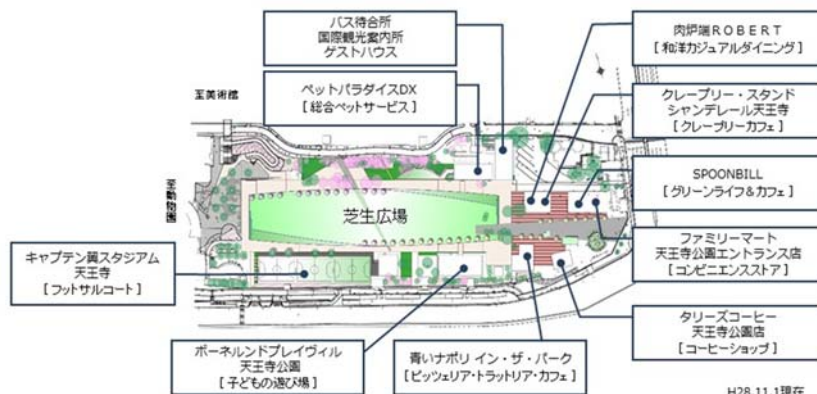 バス待合所
国際観光案内所
ゲストハウス
肉炉端ROBERT
[和洋カジュアルダイニング]
ペットパラダイスDX
[総合ペットサービス]
クレープリー・スタンド
シャンデレール天王寺
[クレープリーカフェ]
至美術館
至動物園
芝生広場
SPOONBILL
[グリーンライフ&カフェ]
ファミリーマート
天王寺公園エントランス店
[コンビニエンスストア]
キャプテン翼スタジアム
天王寺
[フットサルコート]
タリーズコーヒー
天王寺公園店
[コーヒーショップ]
ボーネルンドプレイヴィル
天王寺公園
[子どもの遊び場]
青いナポリ イン・ザ・パーク
[ピッツェリア・トラットリア・カフェ]
H28.11.1現在